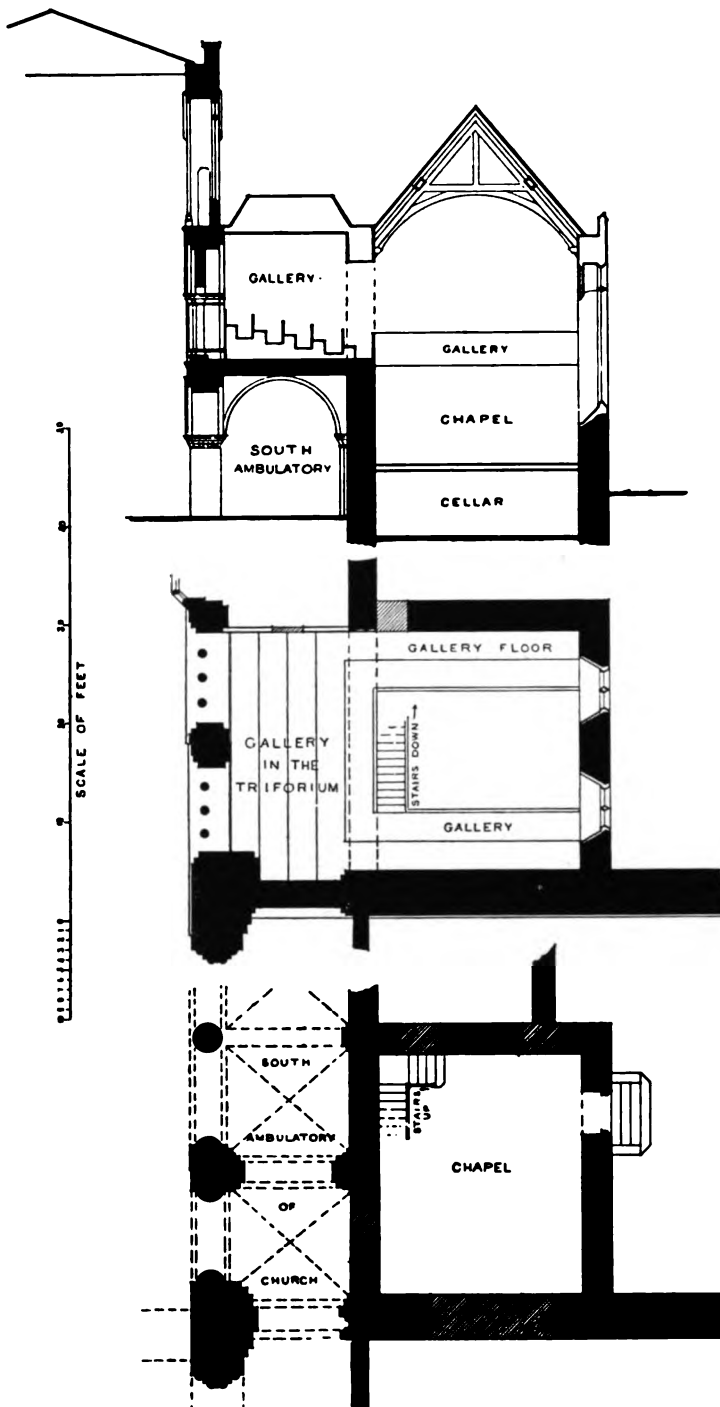 GALLERY
GALLERY
CHAPEL
SOUTH
AMBULATORY
CELLAR
SCALE OF FEET
GALLERY FLOOR
GALLERY
IN THE
TRIFORIUM
STAIRS DOWN
GALLERY
SOUTH
AMBULATORY
OF
CHURCH
STAIRS
UP
CHAPEL